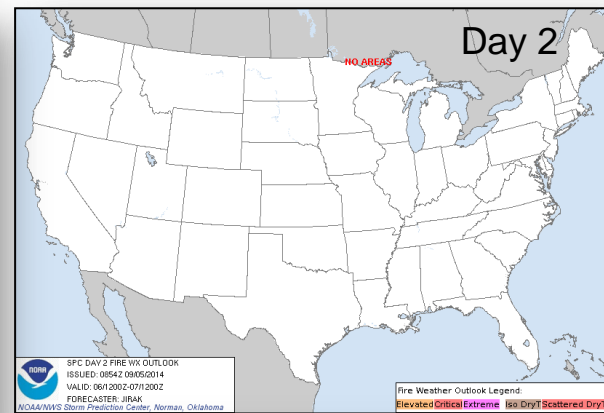 Day 2
NO AREAS
NOAA
SPC DAY 2 FIRE WX OUTLOOK
ISSUED: 0854Z 09/05/2014
VALID: 06/1200Z-07/1200Z
FORECASTER: JIRAK
NOAA/NWS Storm Prediction Center, Norman, Oklahoma
Fire Weather Outlook Legend:
Elevated Critical Extreme Iso DryT Scattered DryT